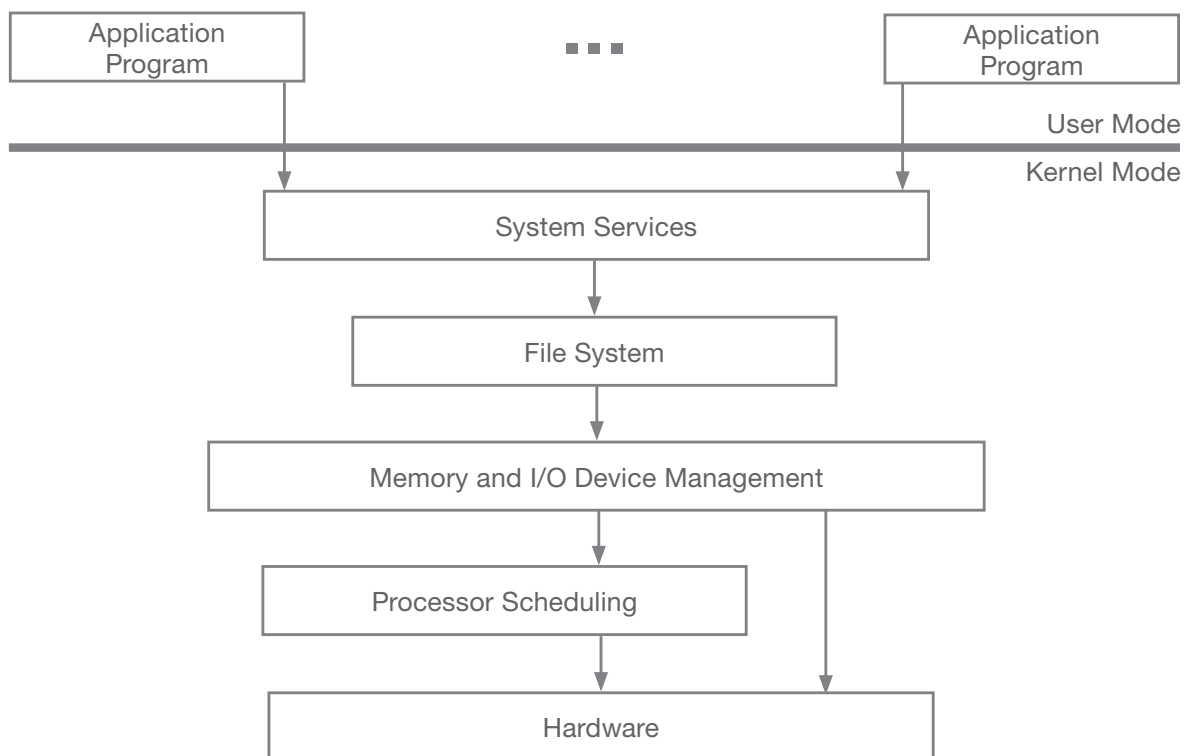 Application
Program
Application
Program
User Mode
Kernel Mode
System Services
File System
Memory and I/O Device Management
Processor Scheduling
Hardware